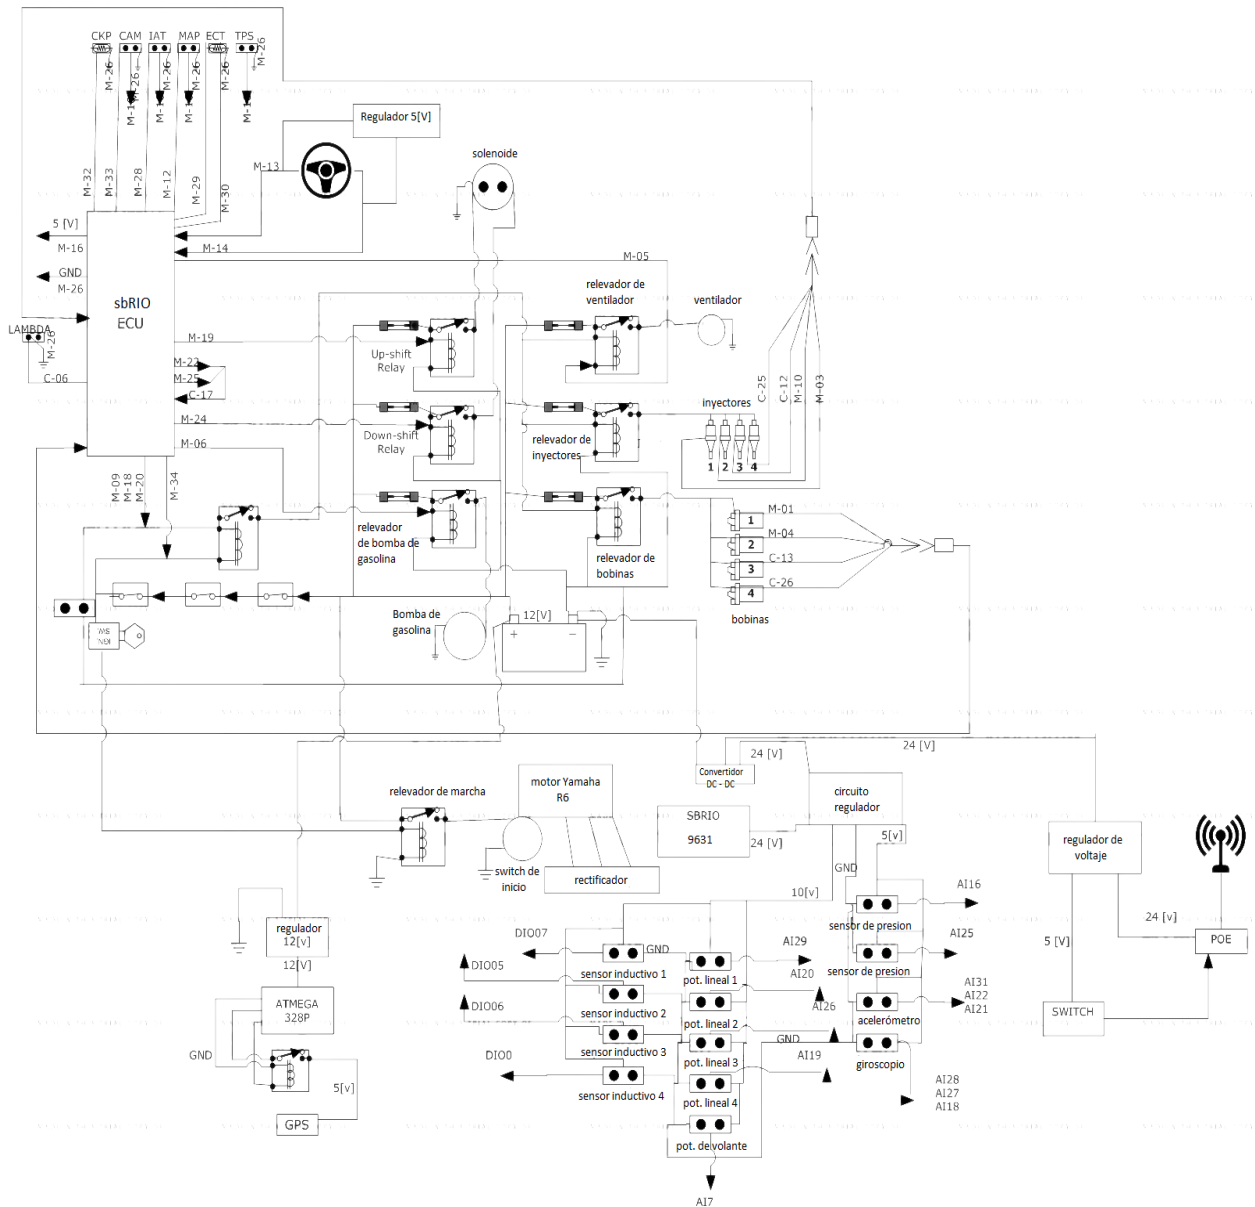 CKP CAM IAT MAP ECT TPS
M-26
M-26
M-26
M-26
M-26
M-26
Regulador 5[V]
M-13
solenoide
M-32
M-33
M-28
M-12
M-29
M-30
5 [V]
M-16
M-14
M-05
GND
M-26
sbRIO
ECU
relevador de
ventilador
ventilador
LAMBDA
M-26
M-19
Up-shift
Relay
C-06
M-22
M-25
C-17
C-25
C-12
M-10
M-03
inyectores
M-24
M-06
Down-shift
Relay
relevador de
inyectores
1 2 3 4
M-09
M-18
M-20
M-34
relevador
de bomba de
gasolina
relevador de
bobinas
M-01
1
M-04
2
C-13
3
C-26
4
bobinas
Bomba de
gasolina
12[V]
+ −
24 [V]
24 [V]
Convertidor
DC - DC
relevador de marcha
motor Yamaha
R6
circuito
regulador
SBRIO
9631
24 [V]
5[v]
regulador de
voltaje
switch de
inicio
rectificador
GND
10[v]
AI16
regulador
12[v]
12[V]
DIO07
GND
AI29
sensor de presion
AI25
24 [v]
5 [V]
POE
DIO05
sensor inductivo 1
pot. lineal 1
AI20
sensor de presion
ATMEGA
328P
DIO06
sensor inductivo 2
pot. lineal 2
AI26
acelerómetro
AI31
AI22
AI21
SWITCH
GND
DIO0
sensor inductivo 3
pot. lineal 3
GND
AI19
giroscopio
5[v]
sensor inductivo 4
pot. lineal 4
AI28
AI27
AI18
GPS
pot. de volante
AI7